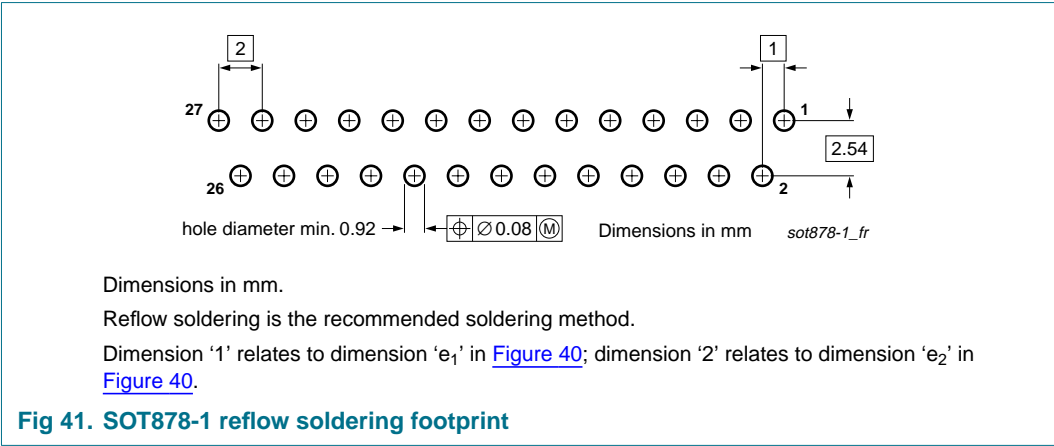 2
1
27
1
2.54
26
2
hole diameter min. 0.92
⌖ ∅ 0.08 Ⓜ
Dimensions in mm
sot878-1_fr
Dimensions in mm.
Reflow soldering is the recommended soldering method.
Dimension ‘1’ relates to dimension ‘e₁’ in Figure 40; dimension ‘2’ relates to dimension ‘e₂’ in
Figure 40.
Fig 41. SOT878-1 reflow soldering footprint